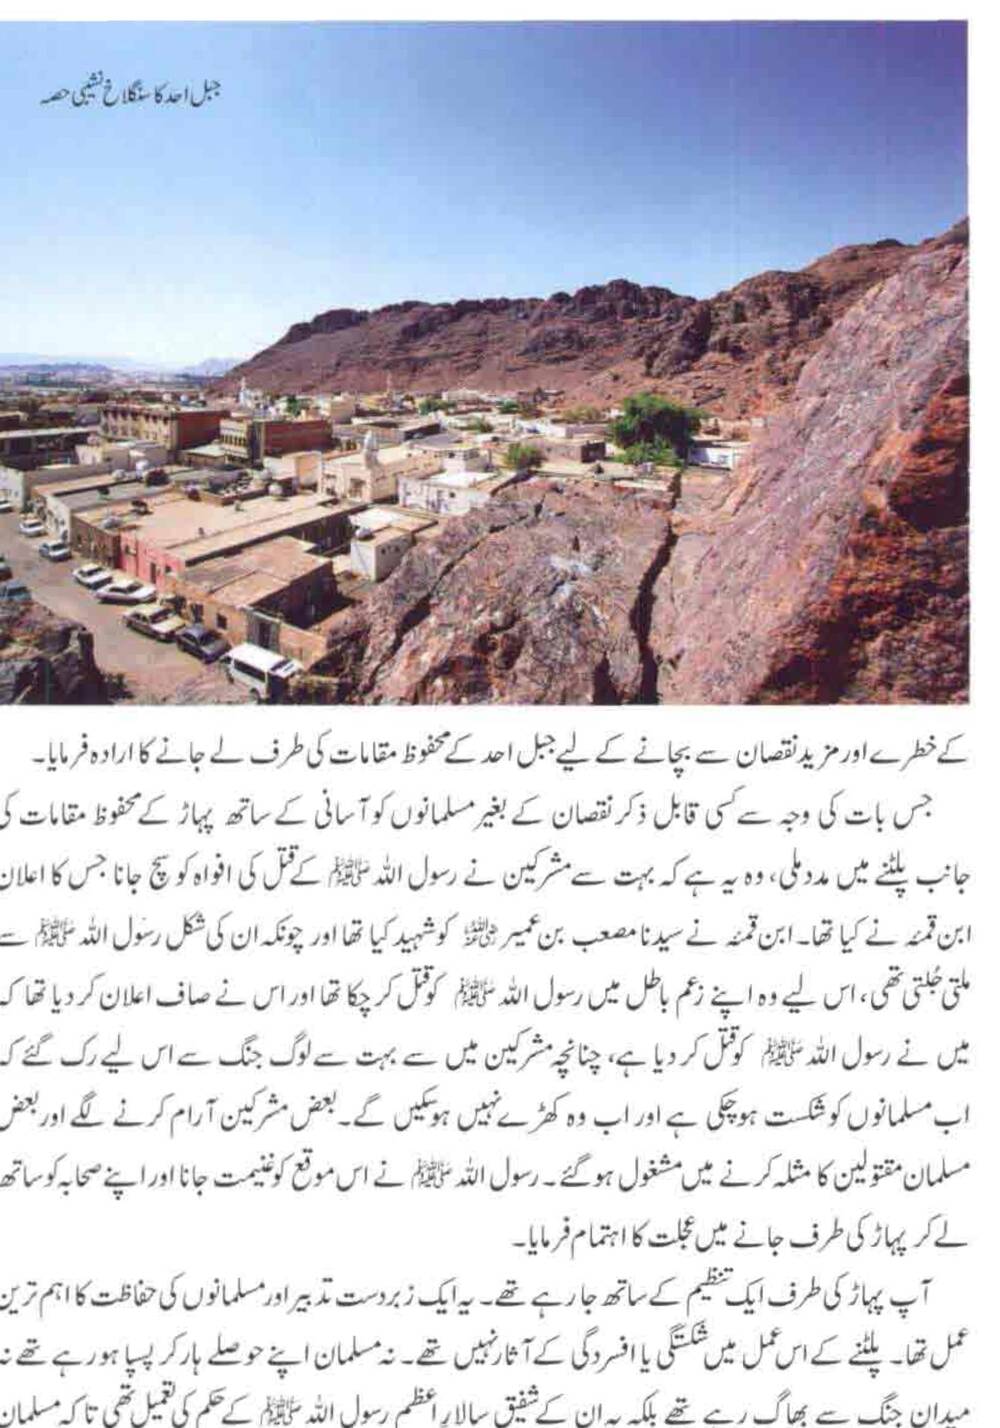 جبل احد کا سنگلاخ نشیبی حصہ
کے خطرے اور مزید نقصان سے بچانے کے لیے جبل احد کے محفوظ مقامات کی طرف لے جانے کا ارادہ فرمایا۔
جس بات کی وجہ سے کسی قابل ذکر نقصان کے بغیر مسلمانوں کو آسانی کے ساتھ پہاڑ کے محفوظ مقامات کی
جانب پلٹنے میں مدد ملی، وہ یہ ہے کہ بہت سے مشرکین نے رسول اللہ ﷺ کے قتل کی افواہ کو سچ جانا جس کا اعلان
ابن قمئہ نے کیا تھا۔ ابن قمئہ نے سیدنا مصعب بن عمیر رضی اللہ عنہ کو شہید کیا تھا اور چونکہ ان کی شکل رسول اللہ ﷺ سے
ملتی جُلتی تھی، اس لیے وہ اپنے زعم باطل میں رسول اللہ ﷺ کو قتل کر چکا تھا اور اس نے صاف اعلان کر دیا تھا کہ
میں نے رسول اللہ ﷺ کو قتل کر دیا ہے، چنانچہ مشرکین میں سے بہت سے لوگ جنگ سے اس لیے رک گئے کہ
اب مسلمانوں کو شکست ہو چکی ہے اور اب وہ کھڑے نہیں ہو سکیں گے۔ بعض مشرکین آرام کرنے لگے اور بعض
مسلمان مقتولین کا مثلہ کرنے میں مشغول ہو گئے۔ رسول اللہ ﷺ نے اس موقع کو غنیمت جانا اور اپنے صحابہ کو ساتھ
لے کر پہاڑ کی طرف جانے میں عجلت کا اہتمام فرمایا۔
آپ پہاڑ کی طرف ایک تنظیم کے ساتھ جا رہے تھے۔ یہ ایک زبردست تدبیر اور مسلمانوں کی حفاظت کا اہم ترین
عمل تھا۔ پلٹنے کے اس عمل میں شکستگی یا افسردگی کے آثار نہیں تھے۔ نہ مسلمان اپنے حوصلے ہار کر پسپا ہو رہے تھے نہ
میدان جنگ سے بھاگ رہے تھے بلکہ یہ ان کے شفیق سالارِ اعظم رسول اللہ ﷺ کے حکم کی تعمیل تھی تاکہ مسلمان